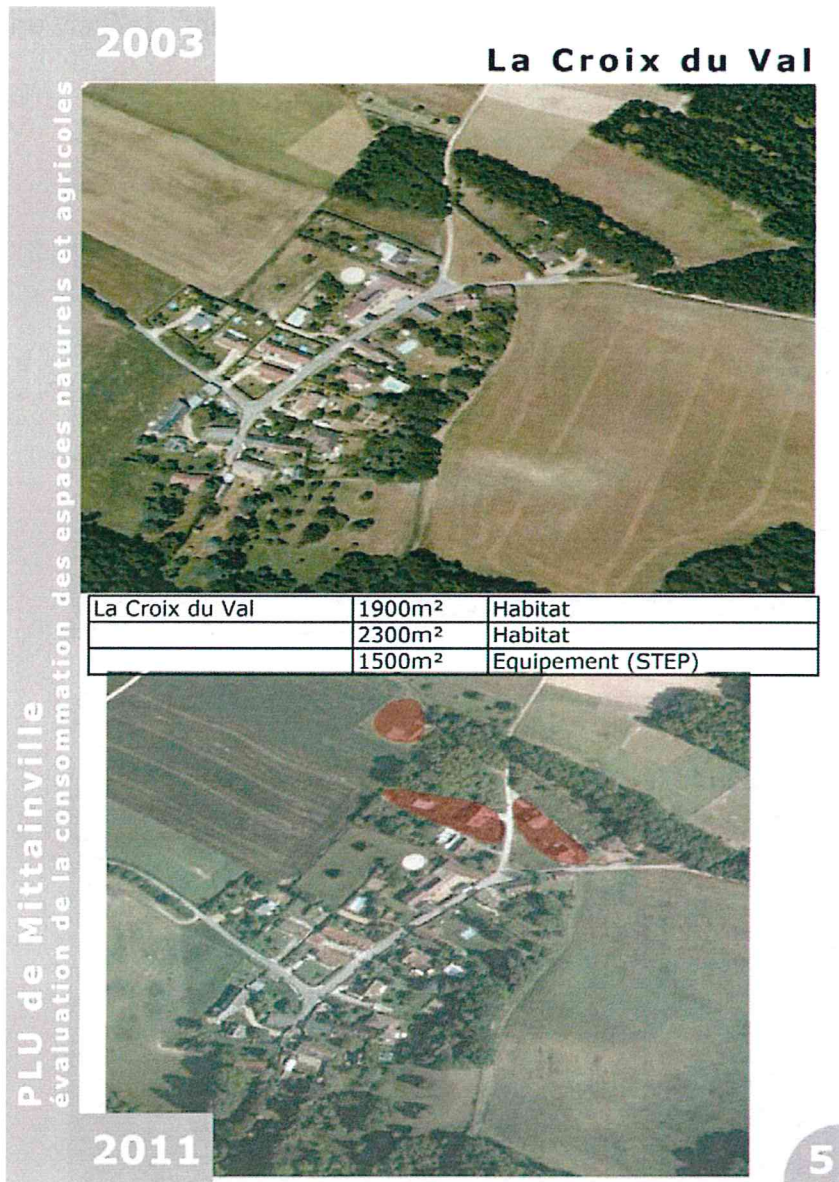 2003
La Croix du Val
PLU de Mittainville
évaluation de la consommation des espaces naturels et agricoles
La Croix du Val 1900m² Habitat
2300m² Habitat
1500m² Equipement (STEP)
2011
5